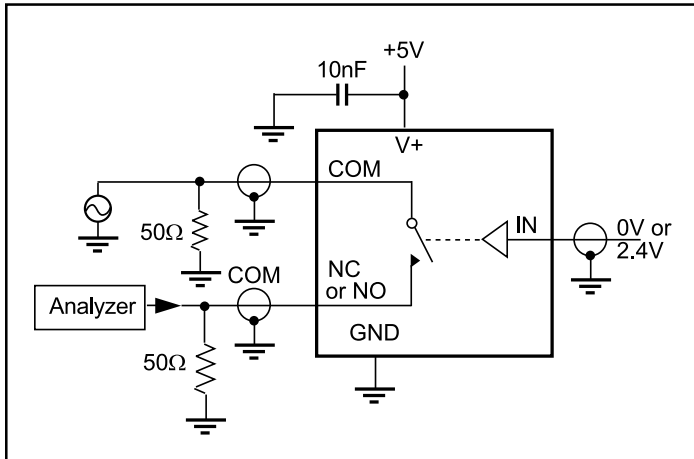 +5V
10nF
V+
COM
50Ω
IN
0V or
2.4V
COM
NC
or NO
Analyzer
GND
50Ω